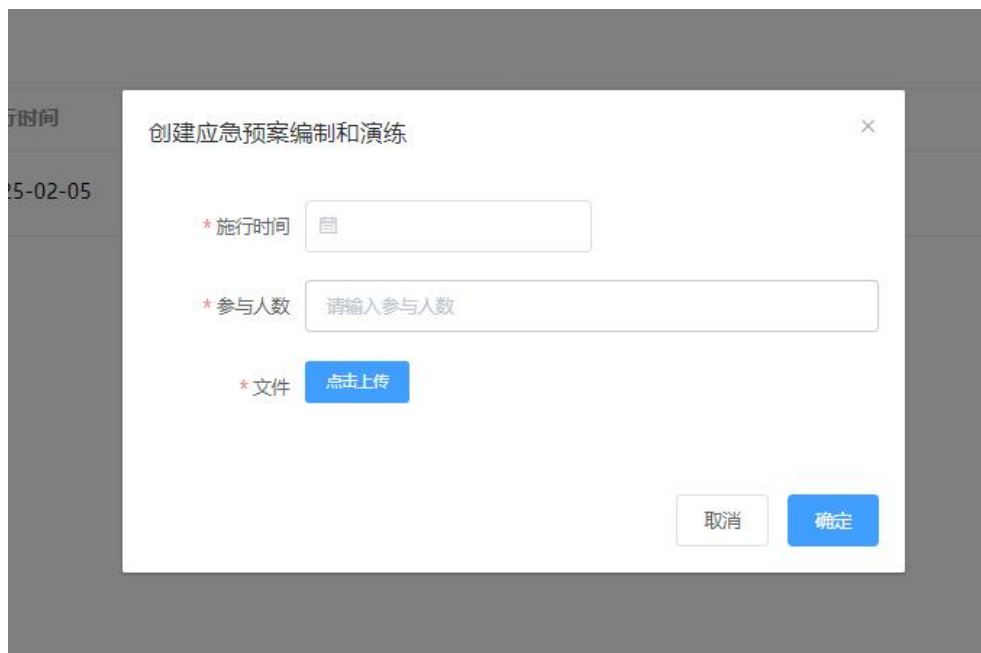 行时间
25-02-05
创建应急预案编制和演练
* 施行时间
* 参与人数 请输入参与人数
* 文件 点击上传
取消 确定